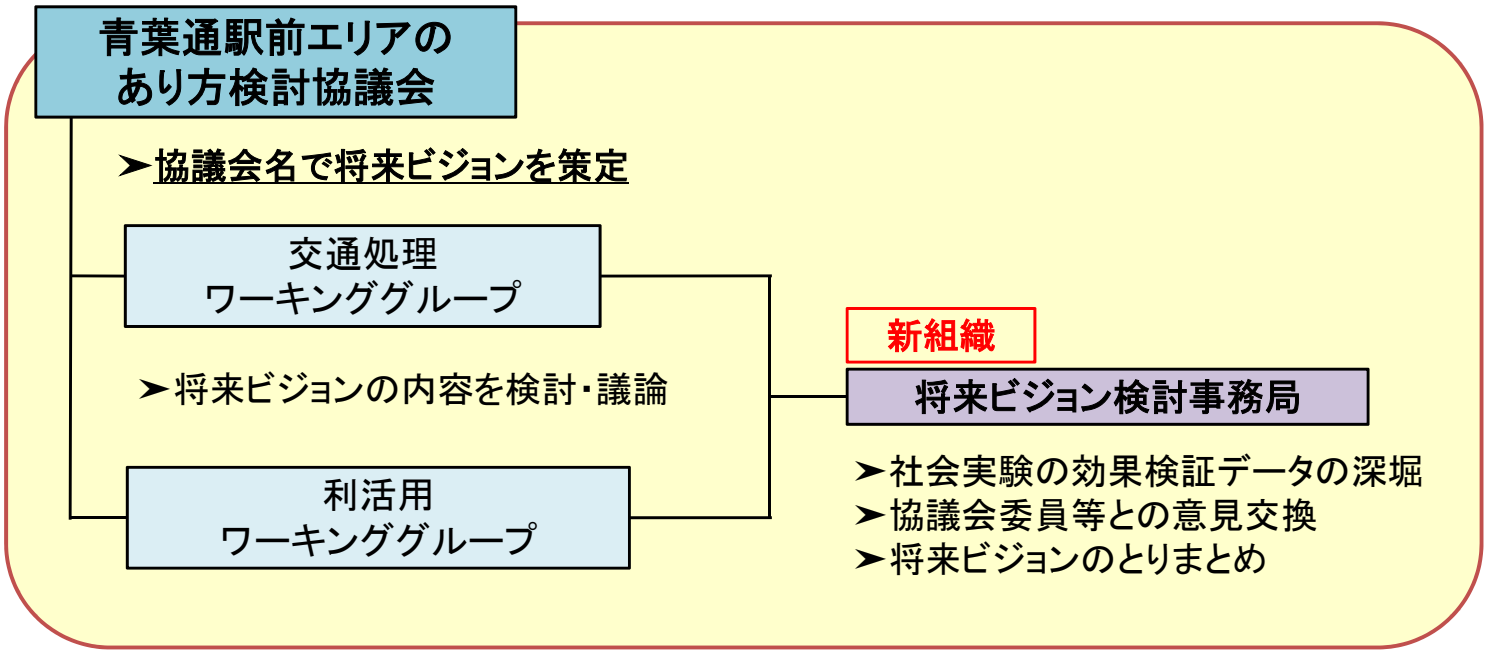 青葉通駅前エリアの
あり方検討協議会
➤協議会名で将来ビジョンを策定
交通処理
ワーキンググループ
➤将来ビジョンの内容を検討・議論
利活用
ワーキンググループ
新組織
将来ビジョン検討事務局
➤社会実験の効果検証データの深堀
➤協議会委員等との意見交換
➤将来ビジョンのとりまとめ